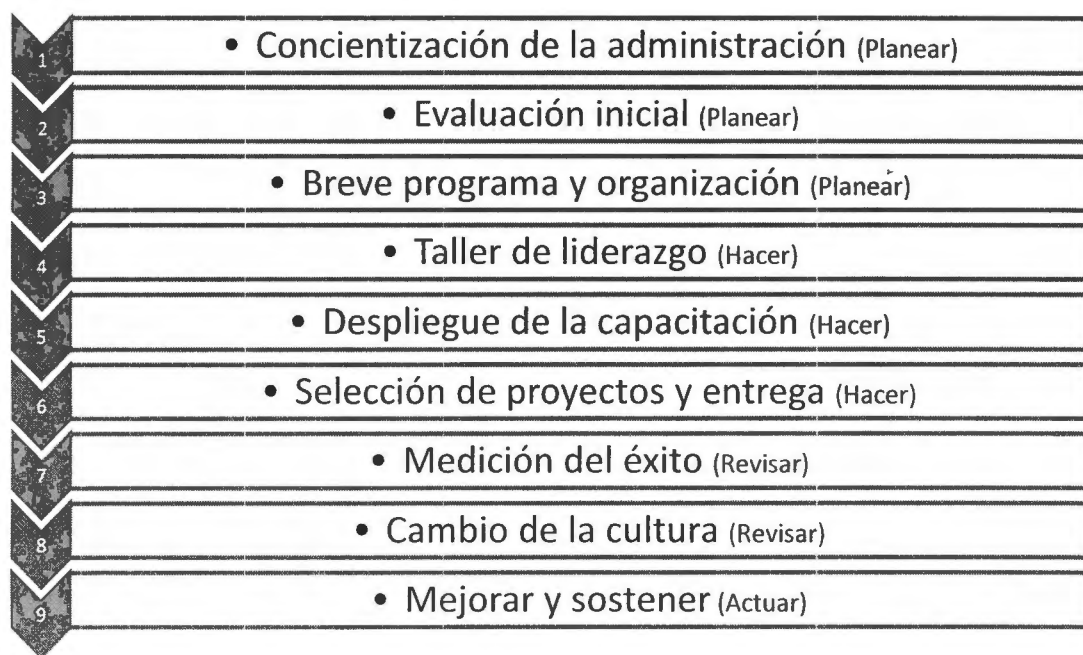 1 • Concientización de la administración (Planear)
2 • Evaluación inicial (Planear)
3 • Breve programa y organización (Planear)
4 • Taller de liderazgo (Hacer)
5 • Despliegue de la capacitación (Hacer)
6 • Selección de proyectos y entrega (Hacer)
7 • Medición del éxito (Revisar)
8 • Cambio de la cultura (Revisar)
9 • Mejorar y sostener (Actuar)